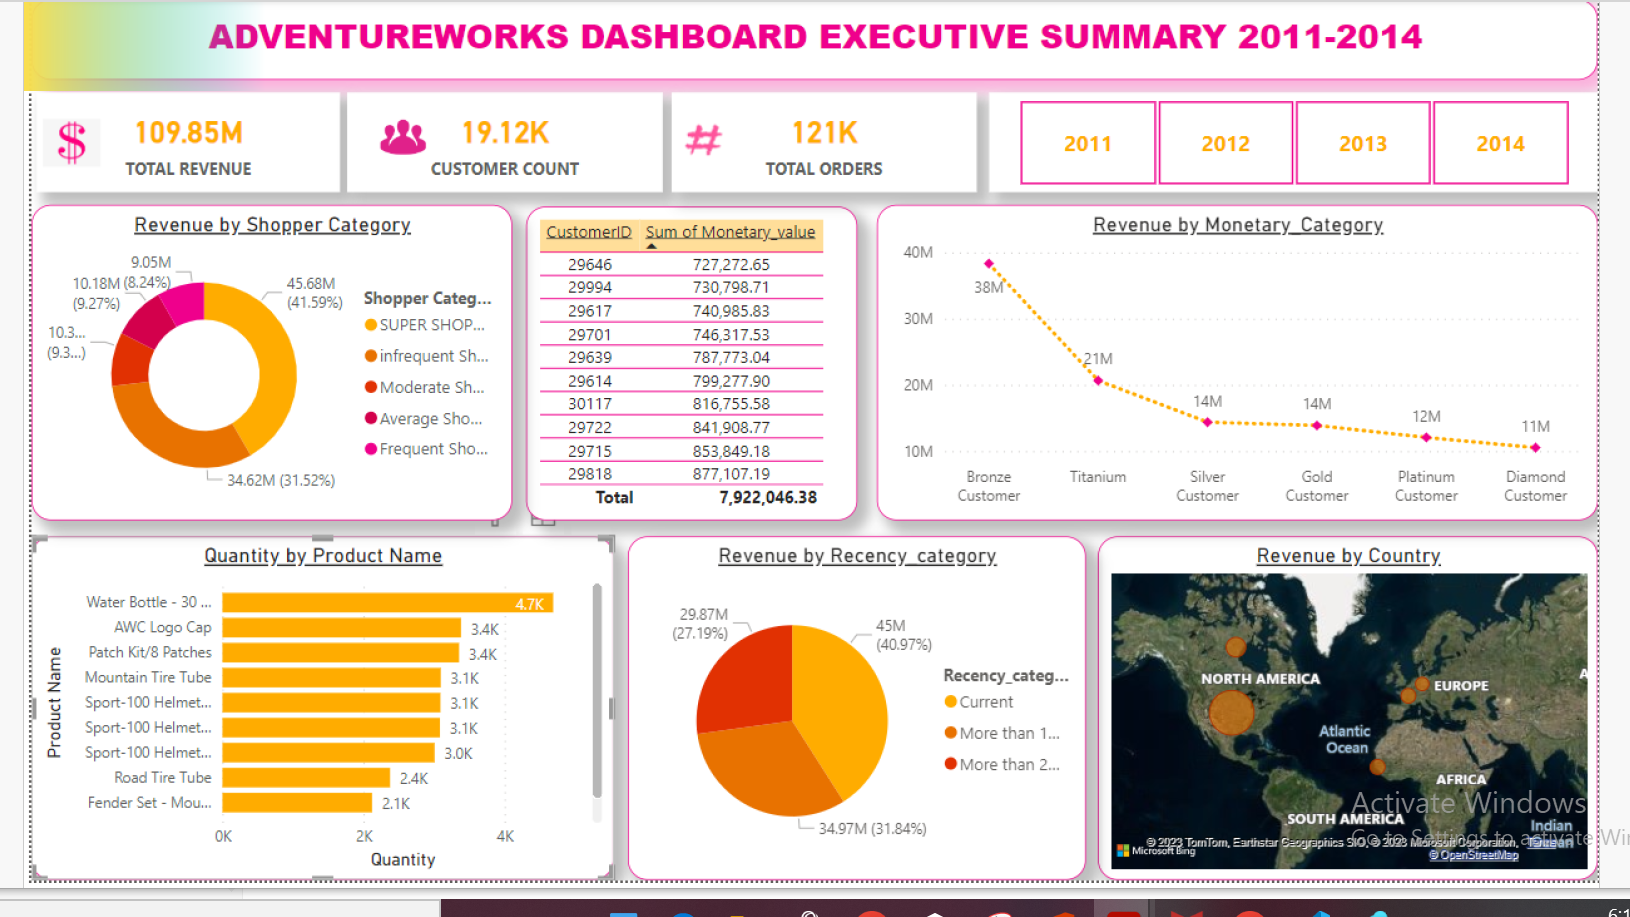 ADVENTUREWORKS DASHBOARD EXECUTIVE SUMMARY 2011-2014
$
109.85M
TOTAL REVENUE
19.12K
CUSTOMER COUNT
#
121K
TOTAL ORDERS
2011
2012
2013
2014
Revenue by Shopper Category
9.05M
(8.24%)
10.18M
(9.27%)
10.3...
(9.3...)
45.68M
(41.59%)
34.62M (31.52%)
Shopper Categ...
SUPER SHOP...
infrequent Sh...
Moderate Sh...
Average Sho...
Frequent Sho...
CustomerID Sum of Monetary_value
29646 727,272.65
29994 730,798.71
29617 740,985.83
29701 746,317.53
29639 787,773.04
29614 799,277.90
30117 816,755.58
29722 841,908.77
29715 853,849.18
29818 877,107.19
Total 7,922,046.38
Revenue by Monetary_Category
40M
30M
20M
10M
38M
21M
14M
14M
12M
11M
Bronze
Customer
Titanium
Silver
Customer
Gold
Customer
Platinum
Customer
Diamond
Customer
Quantity by Product Name
Product Name
Water Bottle - 30 ... 4.7K
AWC Logo Cap 3.4K
Patch Kit/8 Patches 3.4K
Mountain Tire Tube 3.1K
Sport-100 Helmet... 3.1K
Sport-100 Helmet... 3.1K
Sport-100 Helmet... 3.0K
Road Tire Tube 2.4K
Fender Set - Mou... 2.1K
0K 2K 4K
Quantity
Revenue by Recency_category
29.87M
(27.19%)
45M
(40.97%)
34.97M (31.84%)
Recency_categ...
Current
More than 1...
More than 2...
Revenue by Country
NORTH AMERICA
EUROPE
A
Atlantic
Ocean
AFRICA
SOUTH AMERICA
Indian
Activate Windows
Go to Settings to activate Wi
© 2023 TomTom, Earthstar Geographics SIO, © 2023 Microsoft Corporation,
Microsoft Bing
© OpenStreetMap
6:1